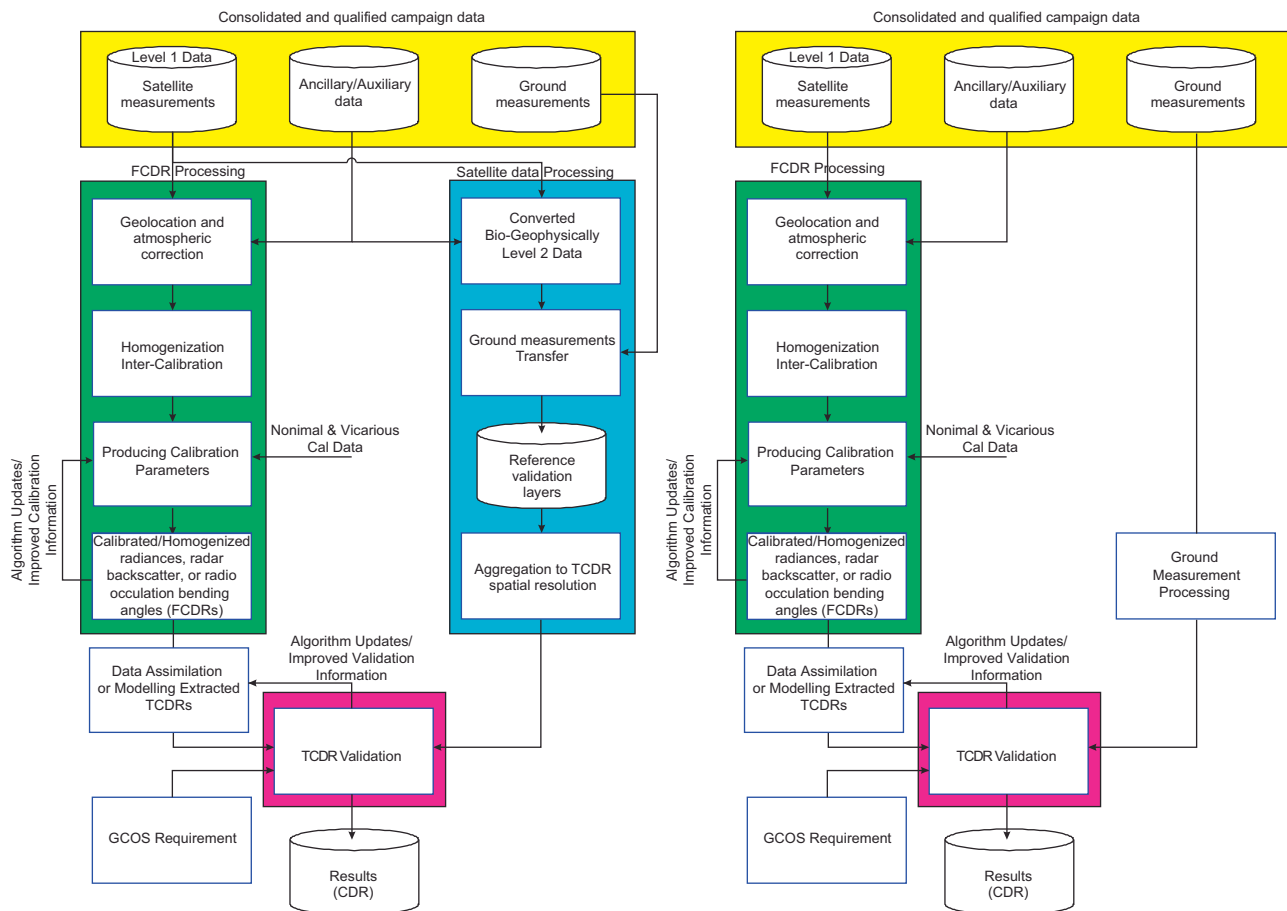 Consolidated and qualified campaign data
Level 1 Data
Satellite
measurements
Ancillary/Auxiliary
data
Ground
measurements
FCDR Processing
Satellite data Processing
Geolocation and
atmospheric
correction
Converted
Bio-Geophysically
Level 2 Data
Homogenization
Inter-Calibration
Ground measurements
Transfer
Producing Calibration
Parameters
Nonimal & Vicarious
Cal Data
Reference
validation
layers
Algorithm Updates/
Improved Calibration
Information
Calibrated/Homogenized
radiances, radar
backscatter, or radio
occulation bending
angles (FCDRs)
Aggregation to TCDR
spatial resolution
Data Assimilation
or Modelling Extracted
TCDRs
Algorithm Updates/
Improved Validation
Information
TCDR Validation
GCOS Requirement
Results
(CDR)
Consolidated and qualified campaign data
Level 1 Data
Satellite
measurements
Ancillary/Auxiliary
data
Ground
measurements
FCDR Processing
Geolocation and
atmospheric
correction
Homogenization
Inter-Calibration
Producing Calibration
Parameters
Nonimal & Vicarious
Cal Data
Algorithm Updates/
Improved Calibration
Information
Calibrated/Homogenized
radiances, radar
backscatter, or radio
occulation bending
angles (FCDRs)
Ground
Measurement
Processing
Data Assimilation
or Modelling Extracted
TCDRs
Algorithm Updates/
Improved Validation
Information
TCDR Validation
GCOS Requirement
Results
(CDR)